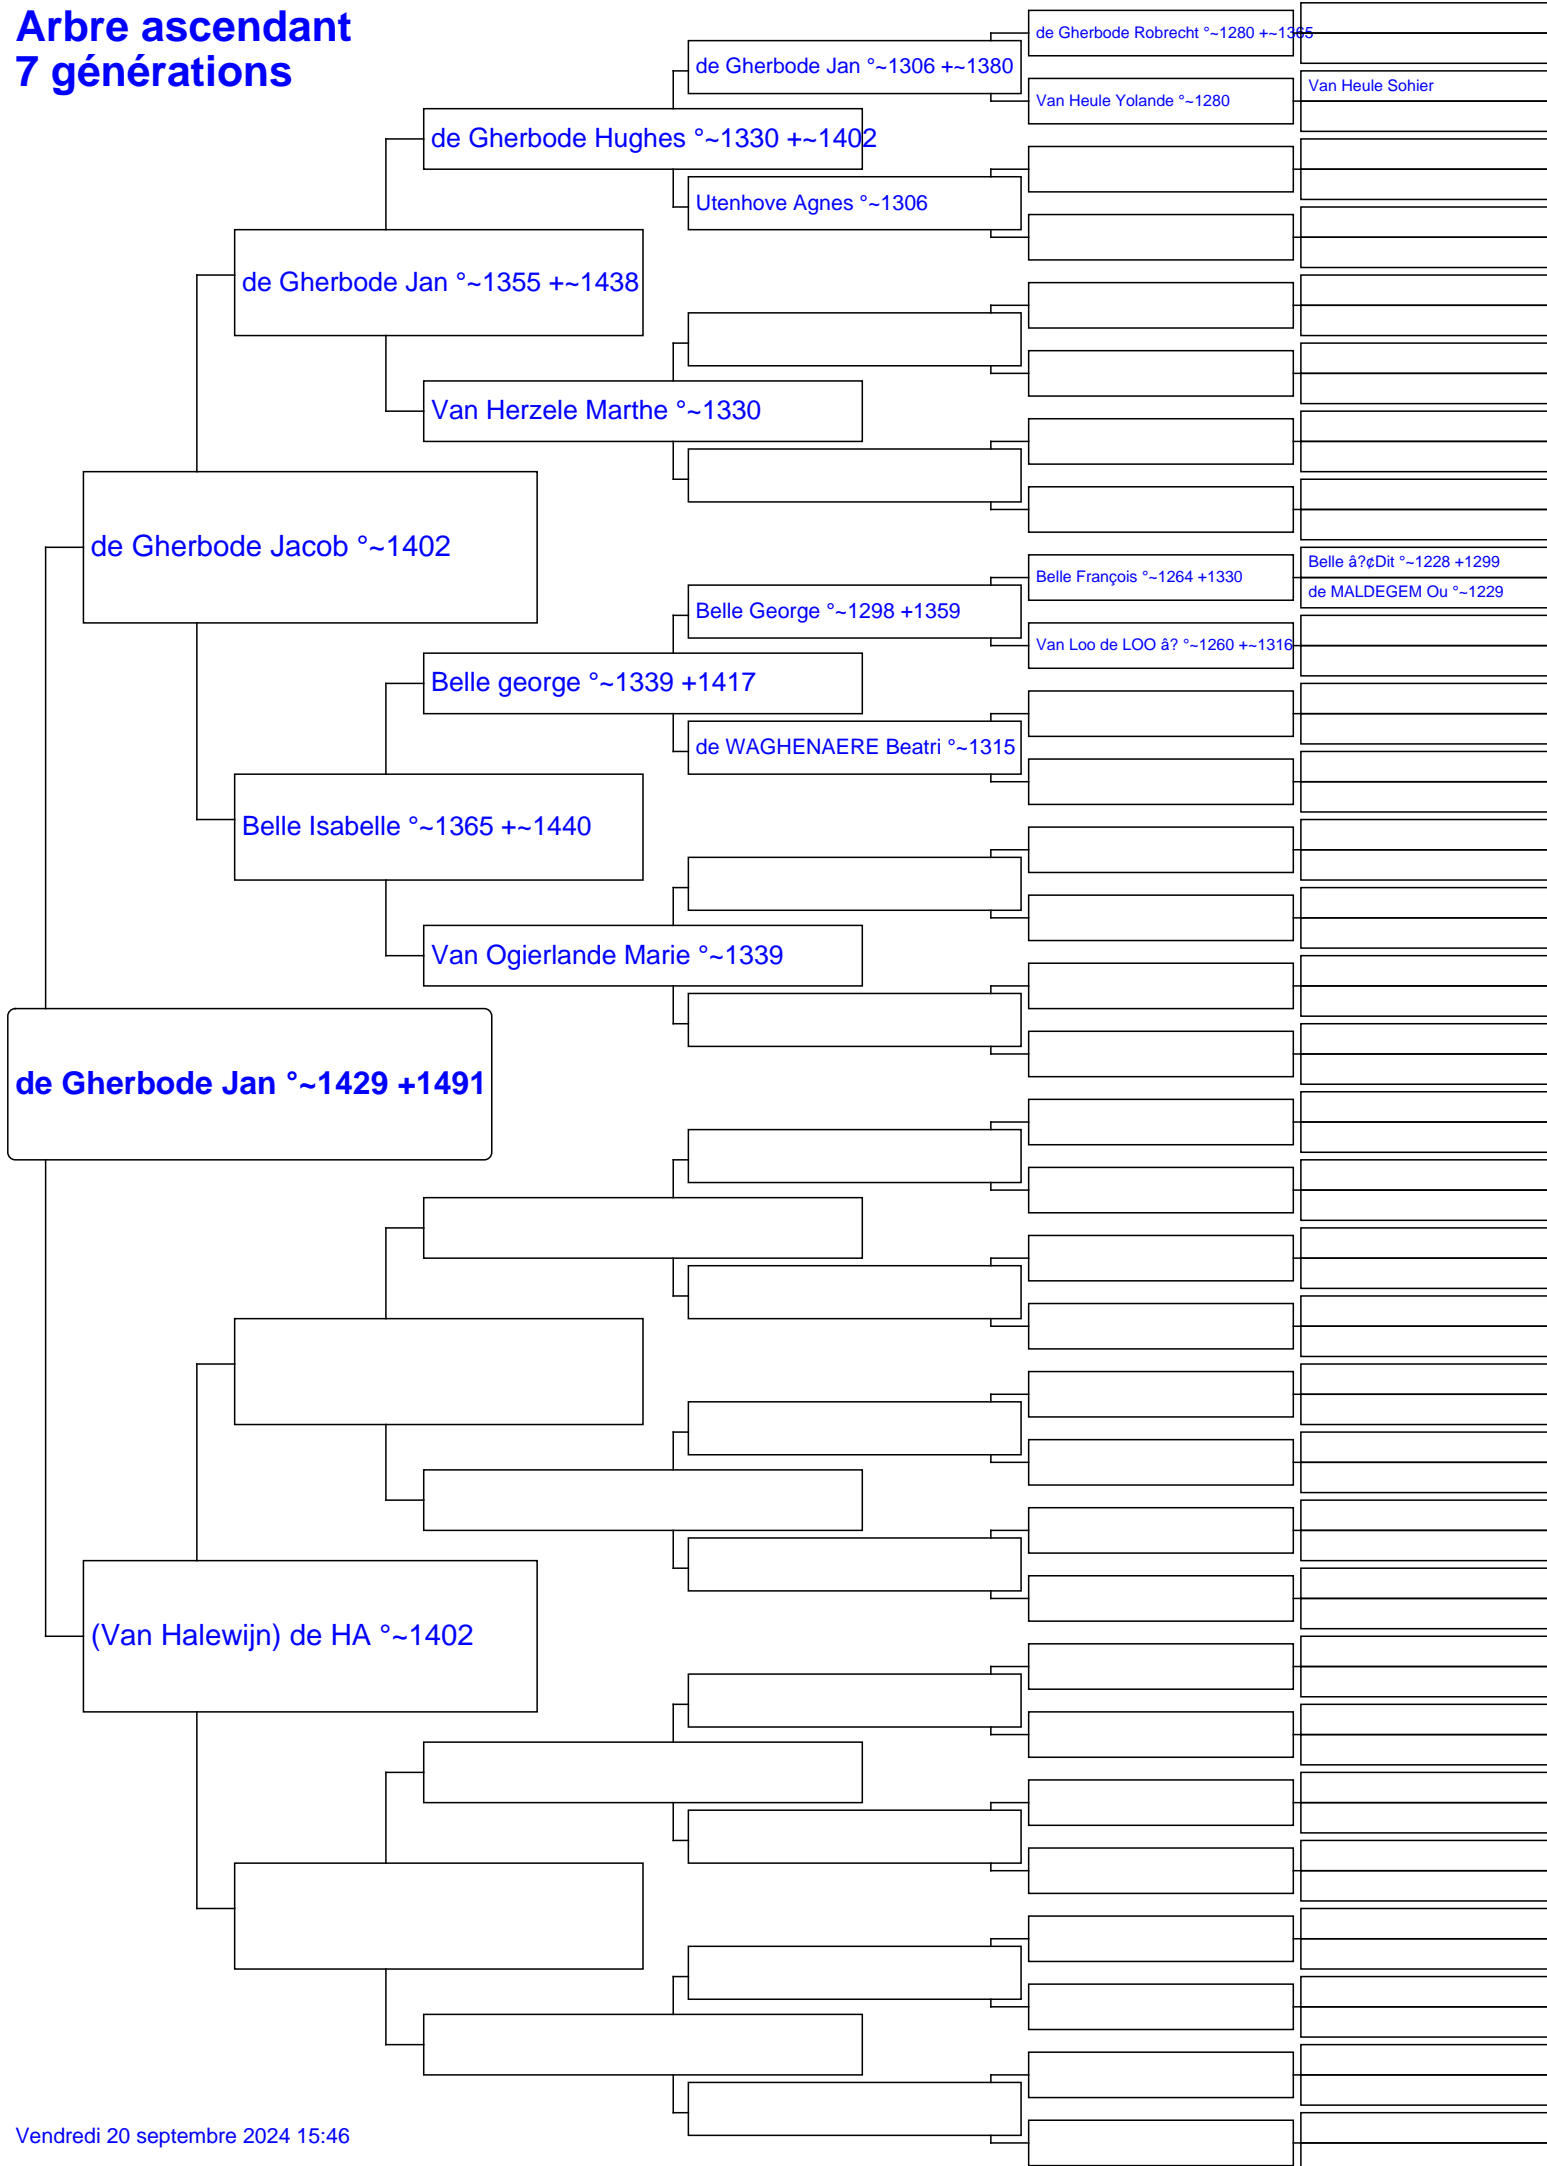 Arbre ascendant
7 générations
de Gherbode Robrecht °~1280 +~1365
de Gherbode Jan °~1306 +~1380
Van Heule Sohier
Van Heule Yolande °~1280
de Gherbode Hughes °~1330 +~1402
Utenhove Agnes °~1306
de Gherbode Jan °~1355 +~1438
Van Herzele Marthe °~1330
de Gherbode Jacob °~1402
Belle â?¢Dit °~1228 +1299
Belle François °~1264 +1330
de MALDEGEM Ou °~1229
Belle George °~1298 +1359
Van Loo de LOO â? °~1260 +~1316
Belle george °~1339 +1417
de WAGHENAERE Beatri °~1315
Belle Isabelle °~1365 +~1440
Van Ogierlande Marie °~1339
de Gherbode Jan °~1429 +1491
(Van Halewijn) de HA °~1402
Vendredi 20 septembre 2024 15:46